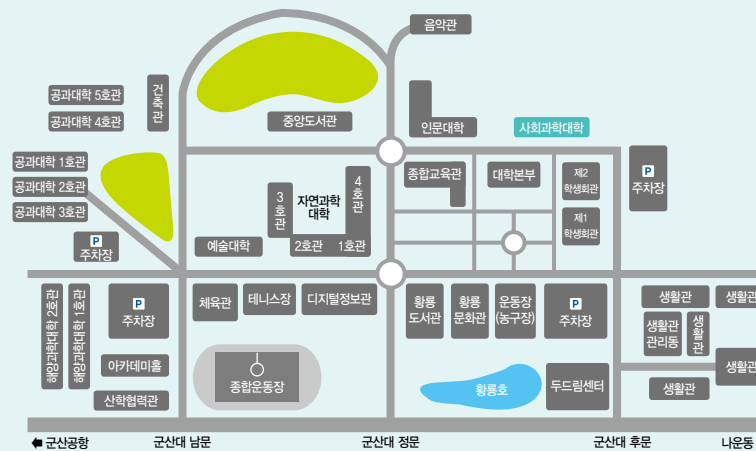 음악관
공과대학 5호관
공과대학 4호관
건축관
중앙도서관
인문대학
사회과학대학
공과대학 1호관
공과대학 2호관
공과대학 3호관
3호관
자연과학
대학
4호관
2호관
1호관
예술대학
종합교육관
대학본부
제2
학생회관
제1
학생회관
P
주차장
P
주차장
해양과학대학 2호관
해양과학대학 1호관
P
주차장
체육관
테니스장
디지털정보관
황룡
도서관
황룡
문화관
운동장
(농구장)
P
주차장
생활관
생활관
생활관
관리동
생활관
생활관
생활관
아카데미홀
산학협력관
종합운동장
황룡호
두드림센터
← 군산공항
군산대 남문
군산대 정문
군산대 후문
나운동